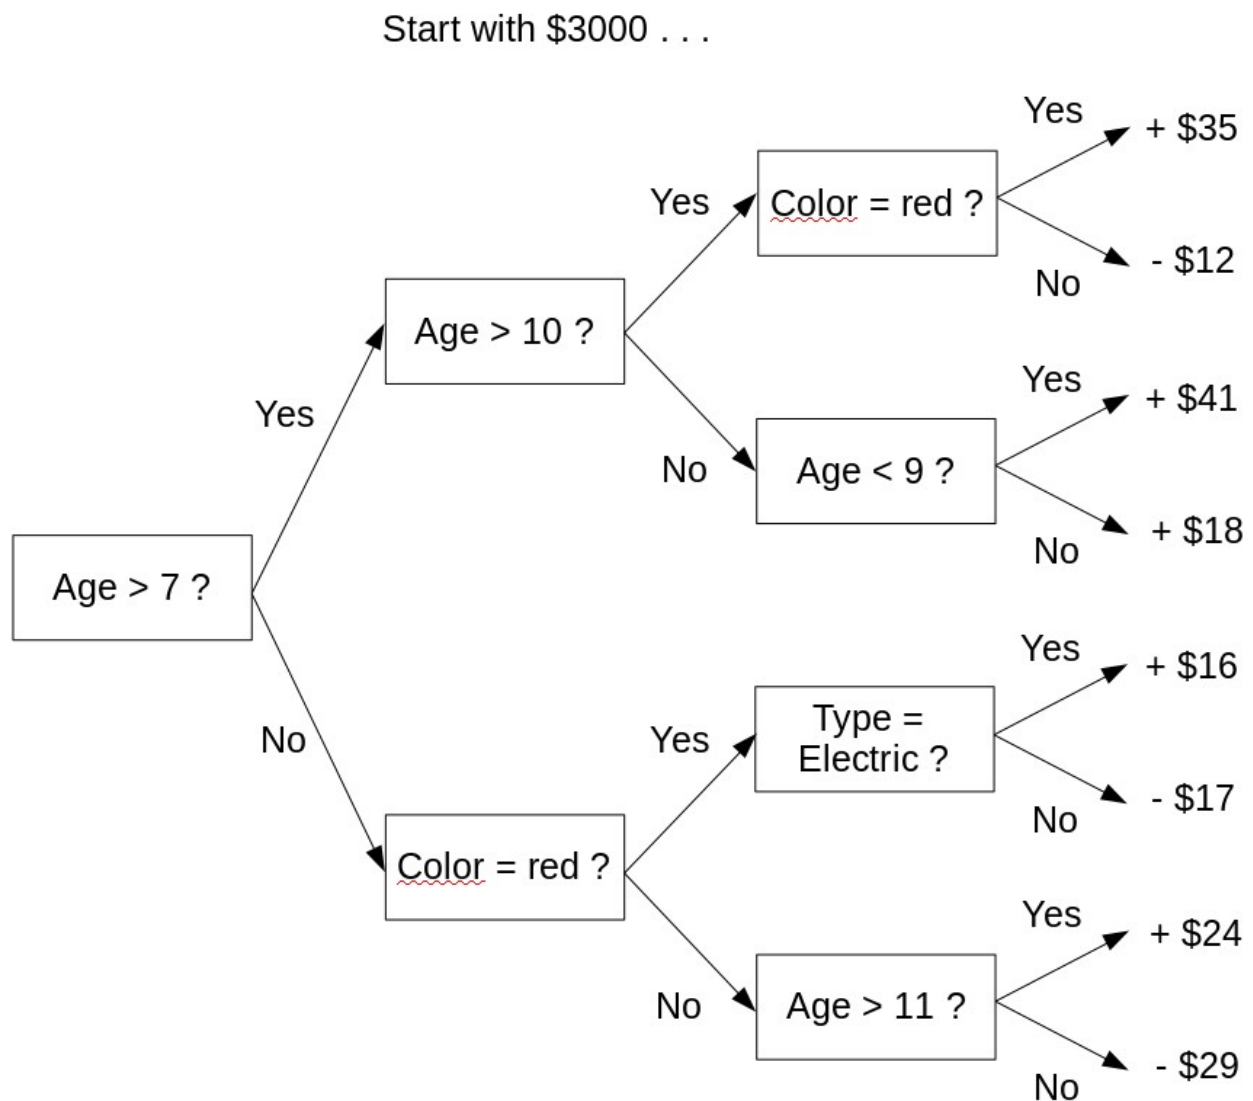 Start with $3000 . . .
Yes
+ $35
Yes
Color = red ?
- $12
No
Age > 10 ?
Yes
Yes
+ $41
No
Age < 9 ?
+ $18
No
Age > 7 ?
Yes
+ $16
No
Yes
Type =
Electric ?
- $17
No
Color = red ?
Yes
+ $24
No
Age > 11 ?
- $29
No